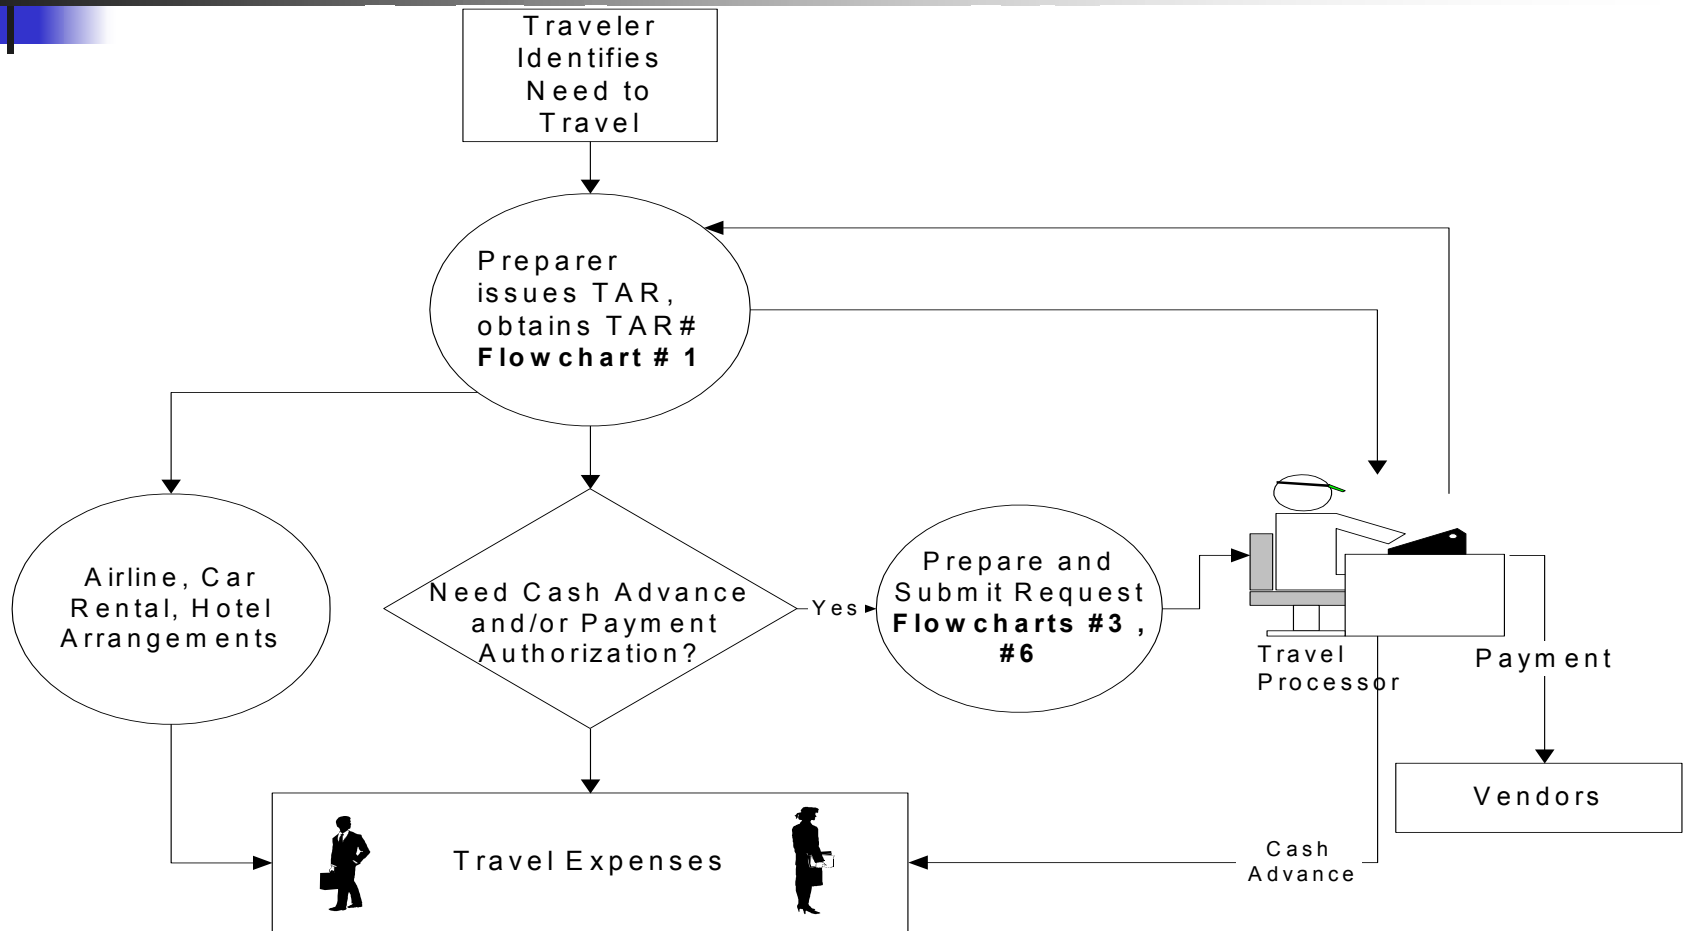 Traveler
Identifies
Need to
Travel
Preparer
issues TAR,
obtains TAR#
Flowchart # 1
Airline, Car
Rental, Hotel
Arrangements
Need Cash Advance
and/or Payment
Authorization?
Yes
Prepare and
Submit Request
Flowcharts #3 ,
#6
Travel
Processor
Payment
Vendors
Travel Expenses
Cash
Advance